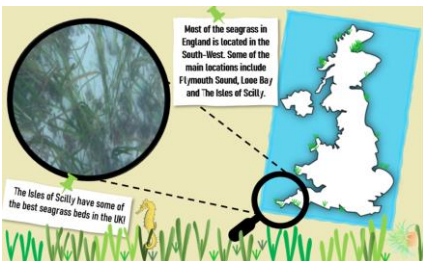 Most of the seagrass in
England is located in the
South-West. Some of the
main locations include
Plymouth Sound, Looe Bay
and The Isles of Scilly.
The Isles of Scilly have some of
the best seagrass beds in the UK!